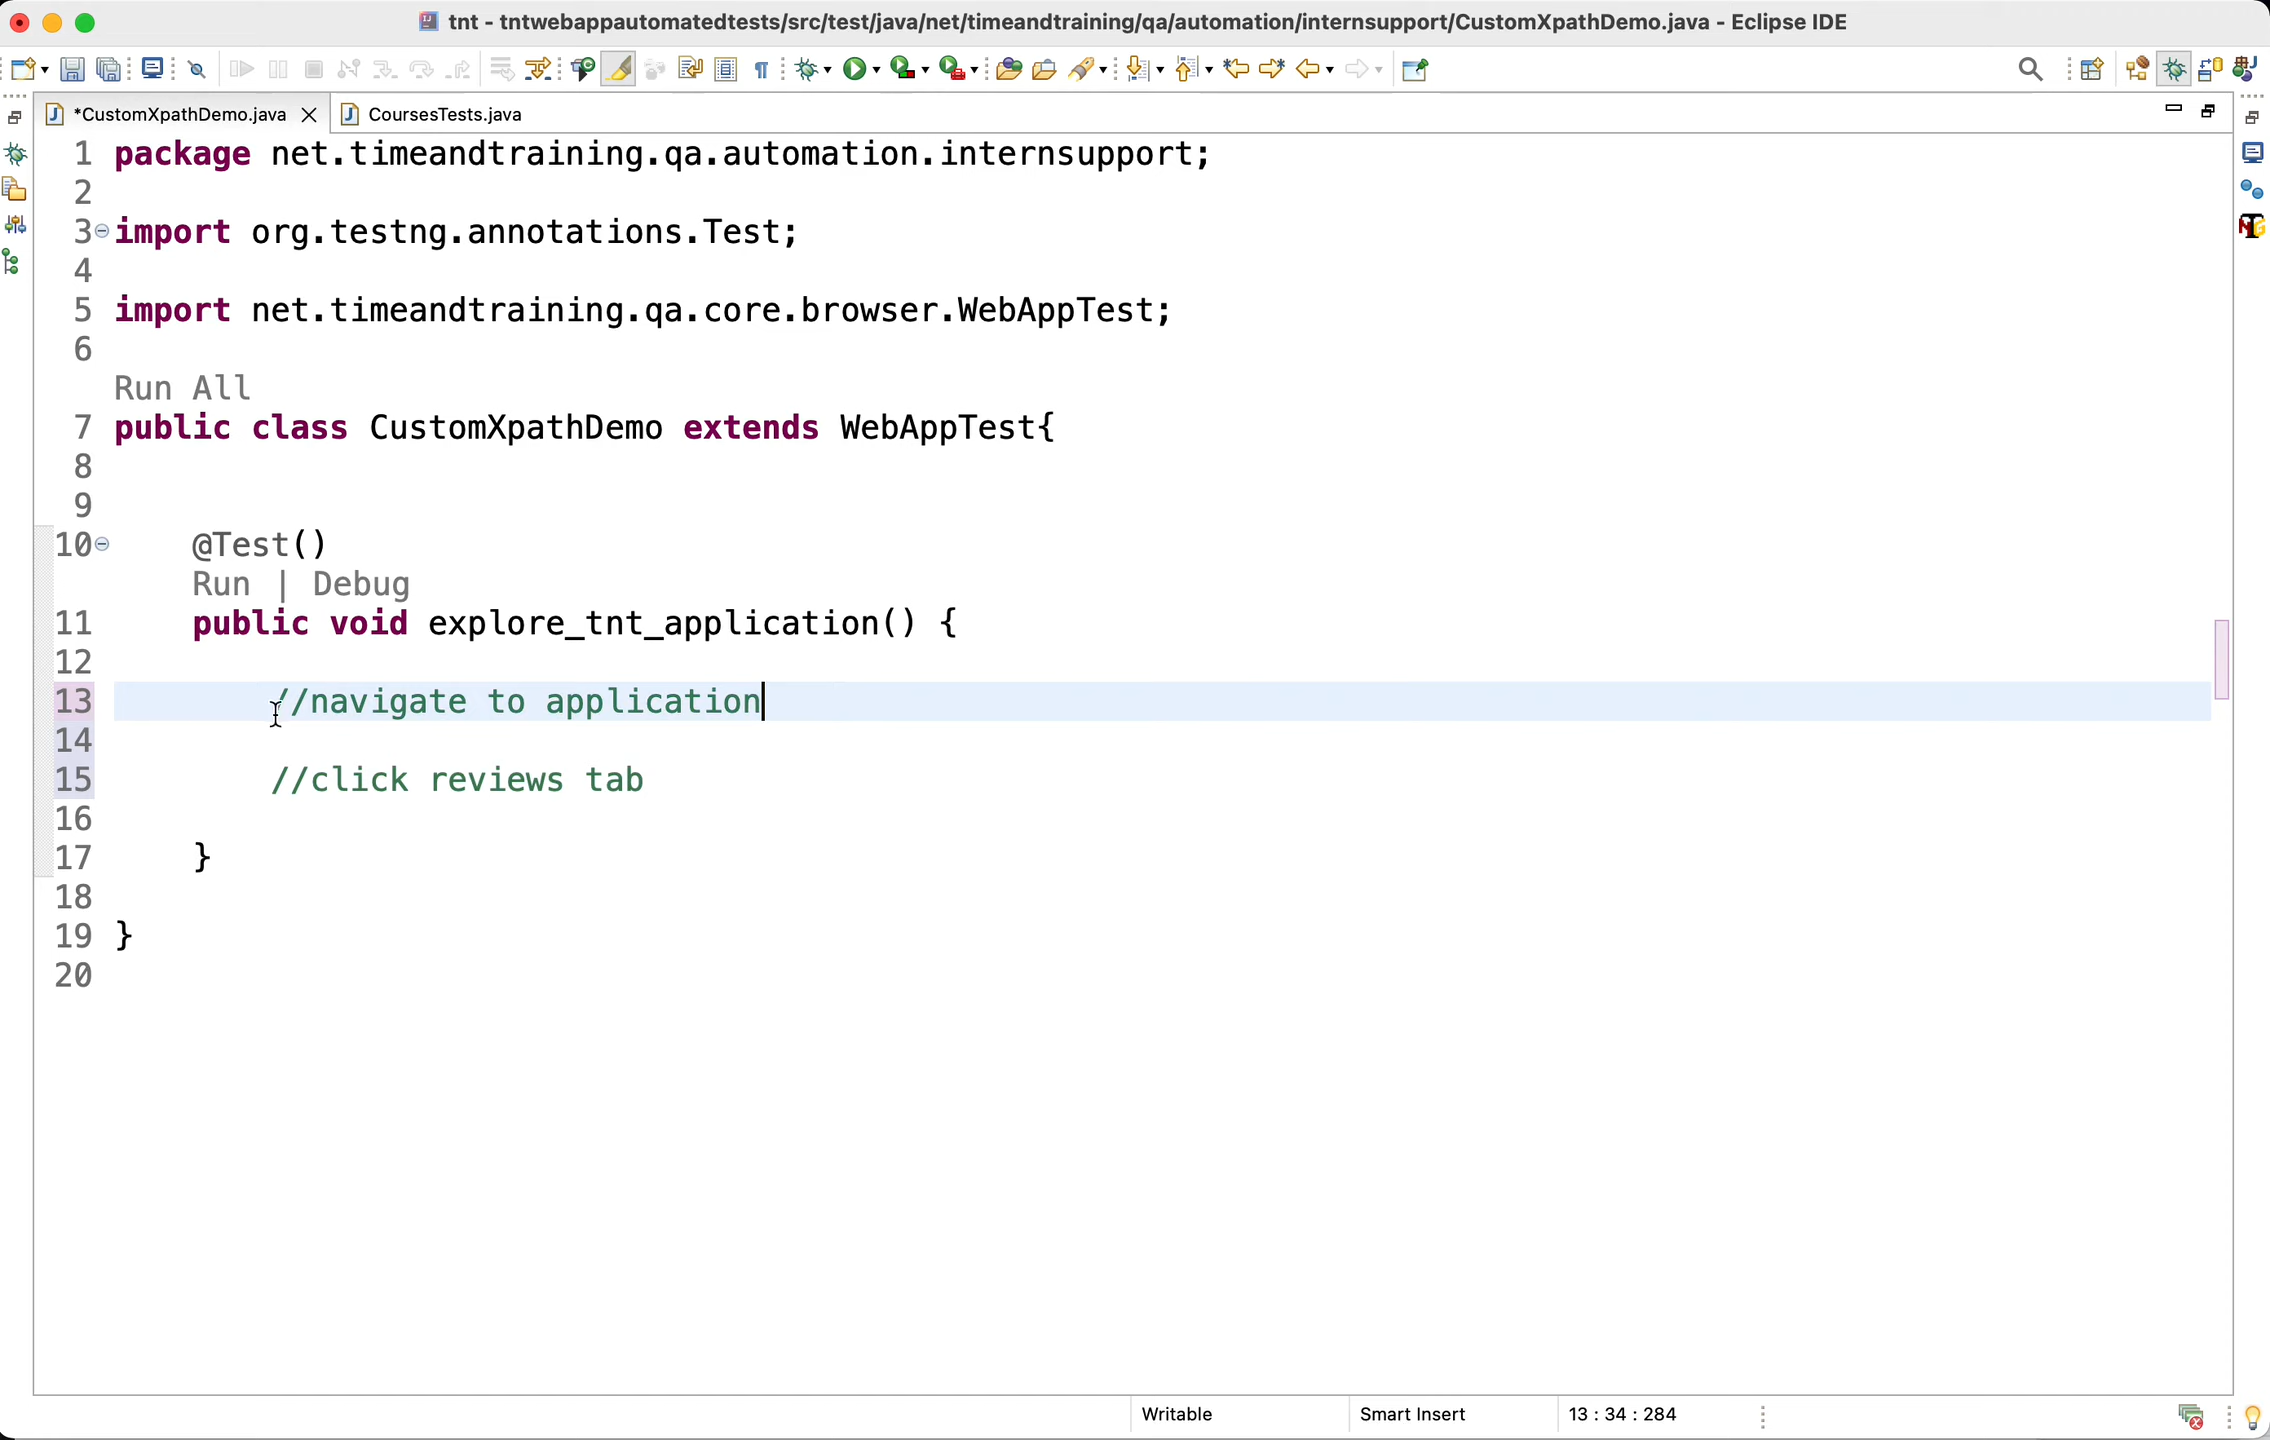 tnt - tntwebappautomatedtests/src/test/java/net/timeandtraining/qa/automation/internsupport/CustomXpathDemo.java - Eclipse IDE
*CustomXpathDemo.java CoursesTests.java
1 package net.timeandtraining.qa.automation.internsupport;
2
3 import org.testng.annotations.Test;
4
5 import net.timeandtraining.qa.core.browser.WebAppTest;
6
Run All
7 public class CustomXpathDemo extends WebAppTest{
8
9
10 @Test()
Run | Debug
11 public void explore_tnt_application() {
12
13 //navigate to application
14
15 //click reviews tab
16
17 }
18
19 }
20
Writable Smart Insert 13 : 34 : 284